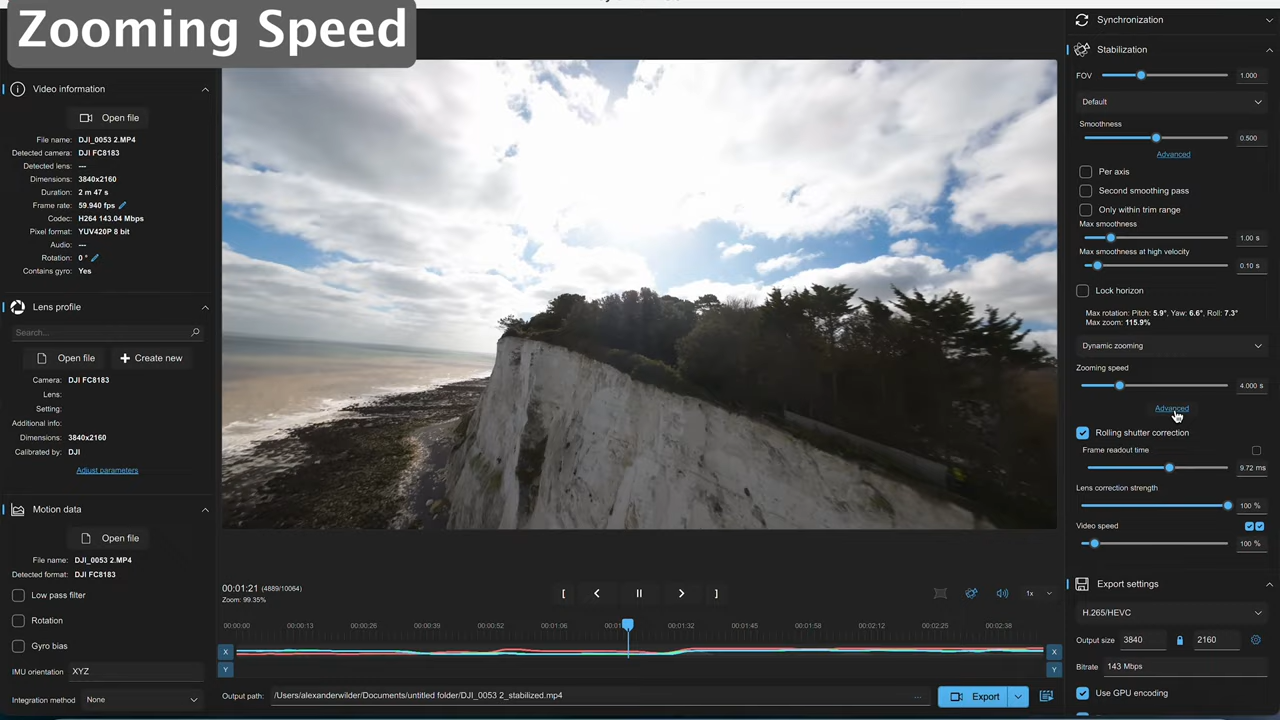 Zooming Speed
Video information
Open file
File name: DJI_0053 2.MP4
Detected camera: DJI FC8183
Detected lens: ---
Dimensions: 3840x2160
Duration: 2 m 47 s
Frame rate: 59.940 fps
Codec: H264 143.04 Mbps
Pixel format: YUV420P 8 bit
Audio: ---
Rotation: 0 °
Contains gyro: Yes
Lens profile
Search...
Open file
Create new
Camera: DJI FC8183
Lens:
Setting:
Additional info:
Dimensions: 3840x2160
Calibrated by: DJI
Adjust parameters
Motion data
Open file
File name: DJI_0053 2.MP4
Detected format: DJI FC8183
Low pass filter
Rotation
Gyro bias
IMU orientation XYZ
Integration method None
00:01:21 (4889/10064)
Zoom: 99.35%
[ ]
1x
00:00:00 00:00:13 00:00:26 00:00:39 00:00:52 00:01:06 00:01:32 00:01:45 00:01:58 00:02:12 00:02:25 00:02:38
X X
Y Y
Output path: /Users/alexanderwilder/Documents/untitled folder/DJI_0053 2_stabilized.mp4 ...
Export
Synchronization
Stabilization
FOV 1.000
Default
Smoothness
0.500
Advanced
Per axis
Second smoothing pass
Only within trim range
Max smoothness
1.00 s
Max smoothness at high velocity
0.10 s
Lock horizon
Max rotation: Pitch: 5.9°, Yaw: 6.6°, Roll: 7.3°
Max zoom: 115.9%
Dynamic zooming
Zooming speed
4.000 s
Advanced
Rolling shutter correction
Frame readout time
9.72 ms
Lens correction strength
100 %
Video speed
100 %
Export settings
H.265/HEVC
Output size 3840 2160
Bitrate 143 Mbps
Use GPU encoding